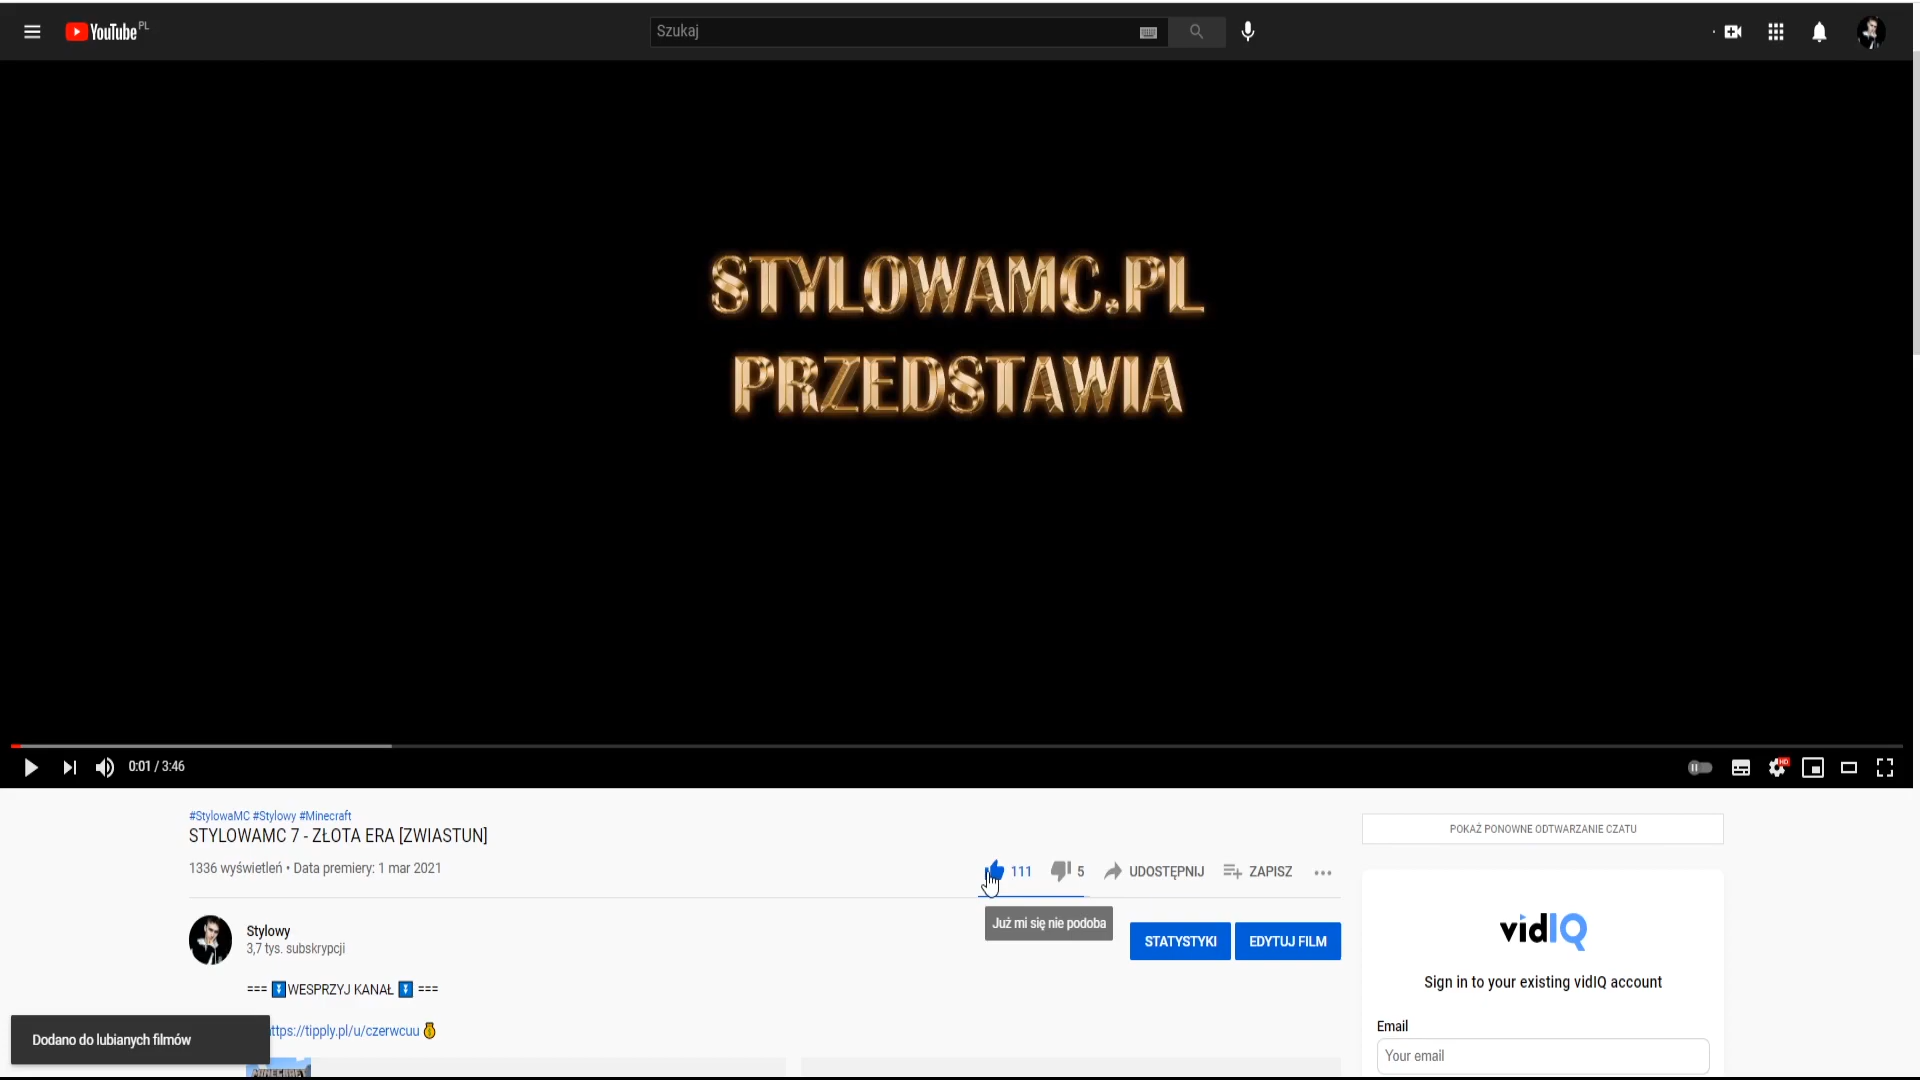 YouTube PL
Szukaj
STYLOWAMC.PL
PRZEDSTAWIA
0:01 / 3:46
HD
#StylowaMC #Stylowy #Minecraft
STYLOWAMC 7 - ZŁOTA ERA [ZWIASTUN]
1336 wyświetleń • Data premiery: 1 mar 2021
111
5
UDOSTĘPNIJ
ZAPISZ
Już mi się nie podoba
Stylowy
3,7 tys. subskrypcji
STATYSTYKI
EDYTUJ FILM
=== ⏬WESPRZYJ KANAŁ ⏬ ===
ttps://tipply.pl/u/czerwcuu
Dodano do lubianych filmów
MINECRAFT
POKAŻ PONOWNE ODTWARZANIE CZATU
vidIQ
Sign in to your existing vidIQ account
Email
Your email